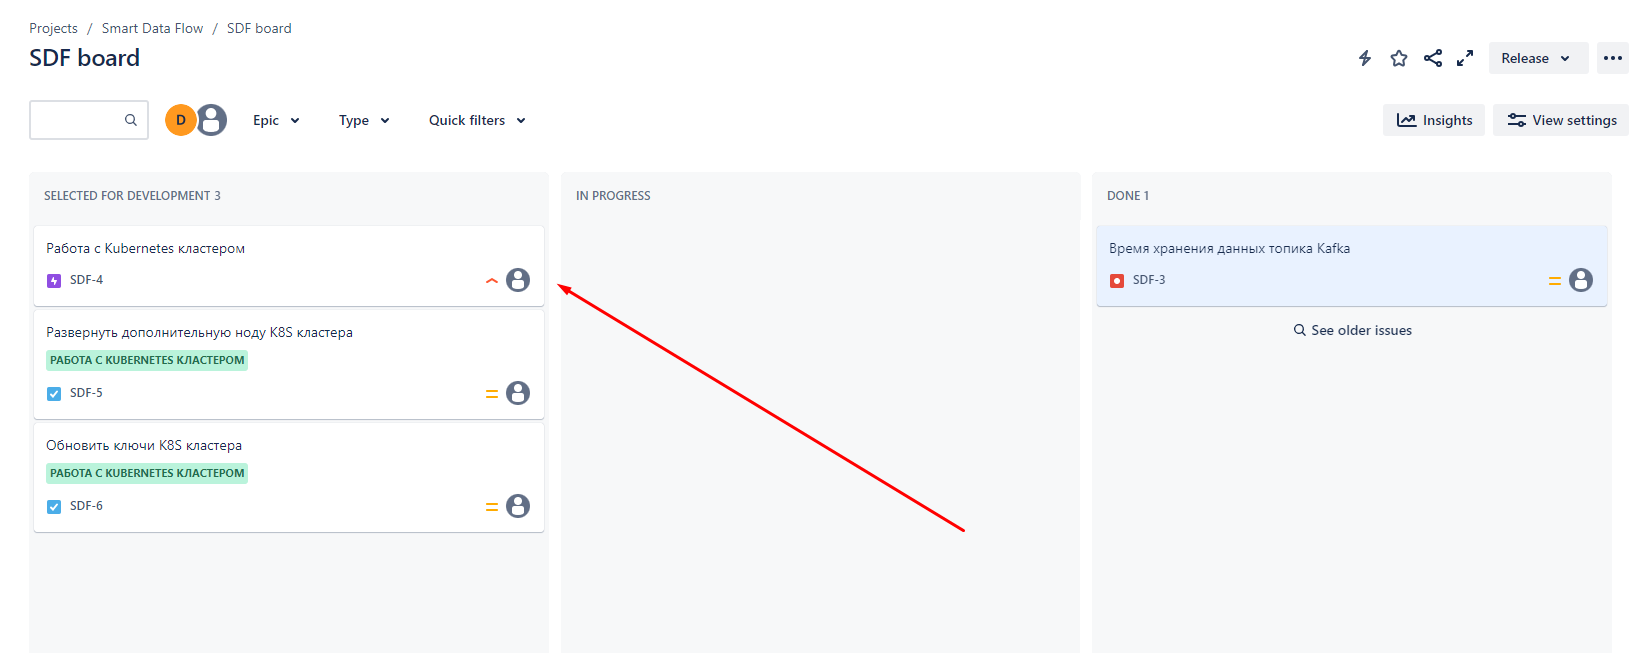 Projects / Smart Data Flow / SDF board
SDF board
Release
D
Epic
Type
Quick filters
Insights
View settings
SELECTED FOR DEVELOPMENT 3
Работа с Kubernetes кластером
SDF-4
Развернуть дополнительную ноду K8S кластера
РАБОТА С KUBERNETES КЛАСТЕРОМ
SDF-5
Обновить ключи K8S кластера
РАБОТА С KUBERNETES КЛАСТЕРОМ
SDF-6
IN PROGRESS
DONE 1
Время хранения данных топика Kafka
SDF-3
See older issues